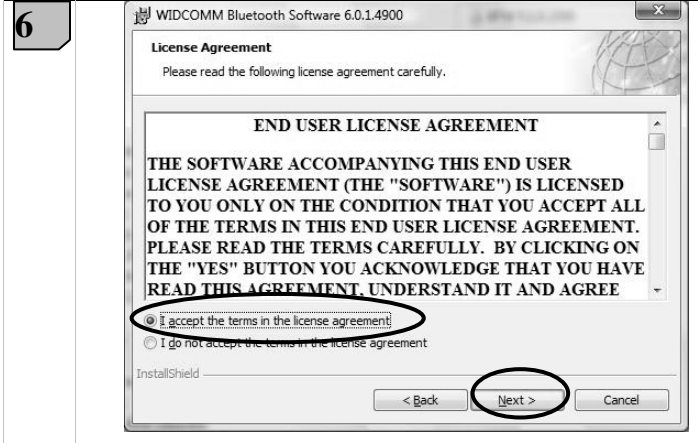 6
WIDCOMM Bluetooth Software 6.0.1.4900
License Agreement
Please read the following license agreement carefully.
END USER LICENSE AGREEMENT
THE SOFTWARE ACCOMPANYING THIS END USER
LICENSE AGREEMENT (THE "SOFTWARE") IS LICENSED
TO YOU ONLY ON THE CONDITION THAT YOU ACCEPT ALL
OF THE TERMS IN THIS END USER LICENSE AGREEMENT.
PLEASE READ THE TERMS CAREFULLY. BY CLICKING ON
THE "YES" BUTTON YOU ACKNOWLEDGE THAT YOU HAVE
READ THIS AGREEMENT, UNDERSTAND IT AND AGREE
I accept the terms in the license agreement
I do not accept the terms in the license agreement
InstallShield
< Back Next > Cancel